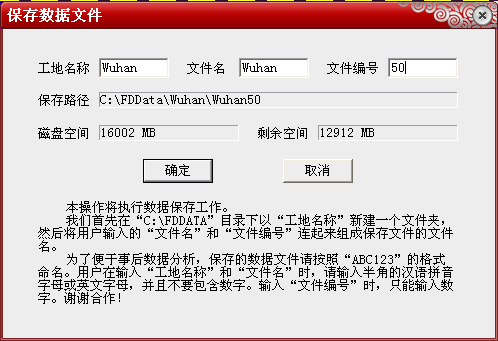 保存数据文件
工地名称 Wuhan 文件名 Wuhan 文件编号 50
保存路径 C:\FDData\Wuhan\Wuhan50
磁盘空间 16002 MB 剩余空间 12912 MB
确定 取消
本操作将执行数据保存工作。
我们首先在“C:\FDDATA”目录下以“工地名称”新建一个文件夹，
然后将用户输入的“文件名”和“文件编号”连起来组成保存文件的文件
名。
为了便于事后数据分析，保存的数据文件请按照“ABC123”的格式
命名。用户在输入“工地名称”和“文件名”时，请输入半角的汉语拼音
字母或英文字母，并且不要包含数字。输入“文件编号”时，只能输入数
字。谢谢合作！